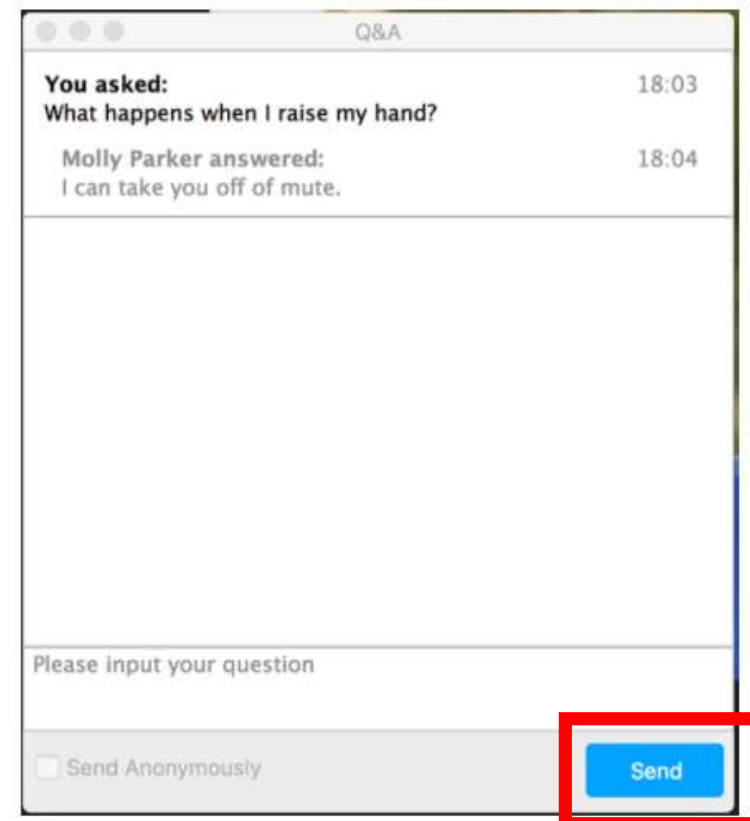 Q&A
You asked: 18:03
What happens when I raise my hand?
Molly Parker answered: 18:04
I can take you off of mute.
Please input your question
Send Anonymously
Send